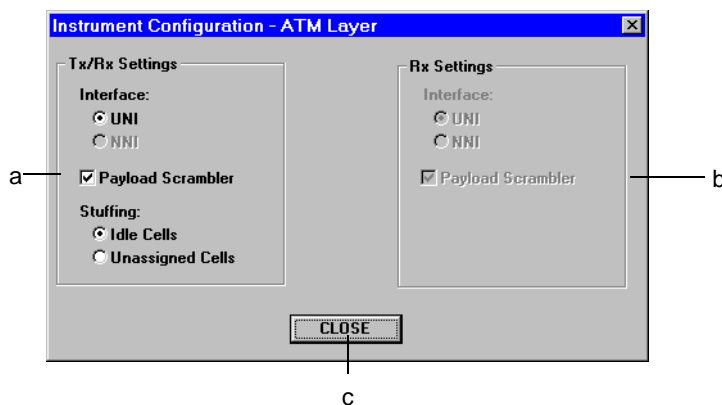 Instrument Configuration - ATM Layer
Tx/Rx Settings
Interface:
UNI
NNI
a
Payload Scrambler
Stuffing:
Idle Cells
Unassigned Cells
Rx Settings
Interface:
UNI
NNI
Payload Scrambler
b
CLOSE
c